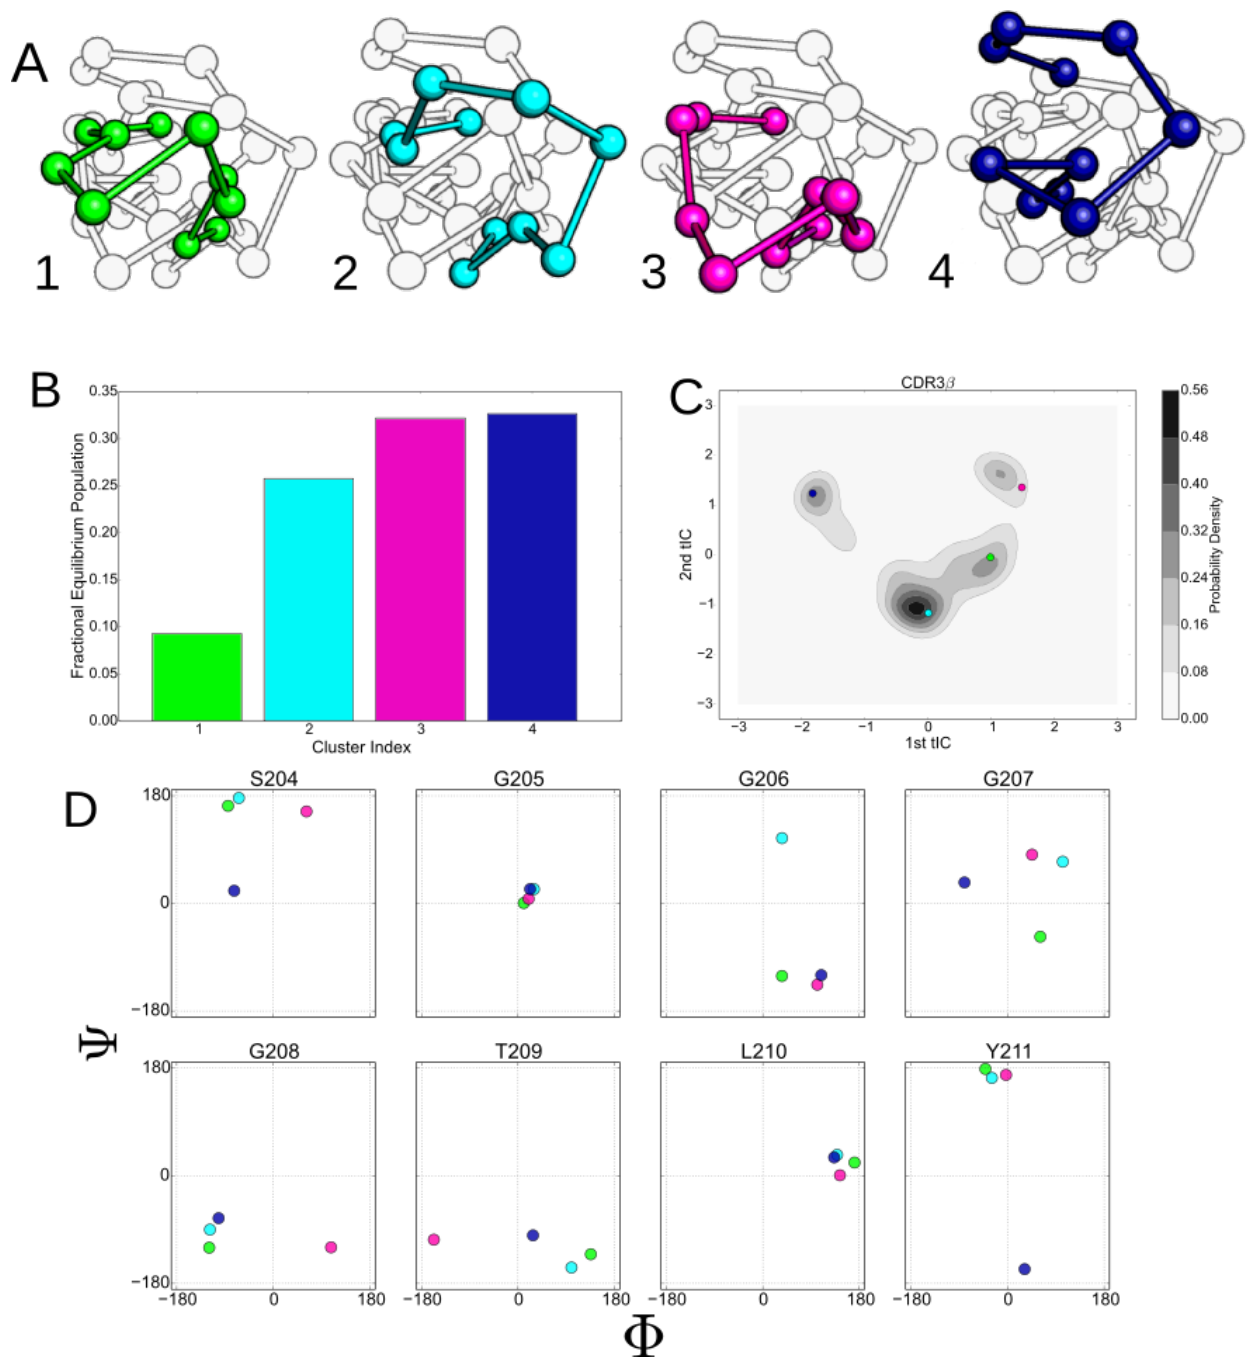 A
1
2
3
4
B
0.35
0.30
0.25
0.20
0.15
0.10
0.05
0.00
Fractional Equilibrium Population
1 2 3 4
Cluster Index
C
CDR3β
3
2
1
0
−1
−2
−3
2nd tIC
−3 −2 −1 0 1 2 3
1st tIC
0.56
0.48
0.40
0.32
0.24
0.16
0.08
0.00
Probability Density
D
S204 G205 G206 G207
180
0
−180
Ψ
G208 T209 L210 Y211
180
0
−180
−180 0 180 −180 0 180 0 180 −180 0 180
Φ